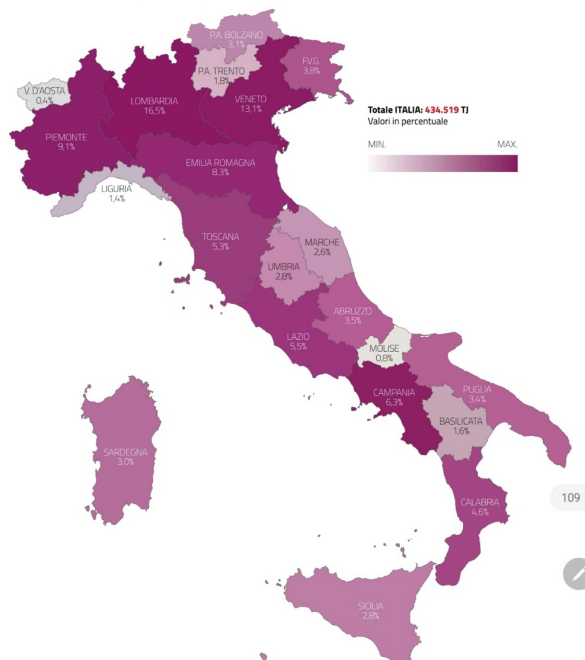 P.A. BOLZANO
3,1%
P.A. TRENTO
1,8%
F.V.G.
3,8%
V. D'AOSTA
0,4%
LOMBARDIA
16,5%
VENETO
13,1%
Totale ITALIA: 434.519 TJ
Valori in percentuale
MIN.
MAX.
PIEMONTE
9,1%
EMILIA ROMAGNA
8,3%
LIGURIA
1,4%
TOSCANA
5,3%
MARCHE
2,6%
UMBRIA
2,8%
ABRUZZO
3,5%
LAZIO
5,5%
MOLISE
0,8%
CAMPANIA
6,3%
PUGLIA
3,4%
BASILICATA
1,6%
SARDEGNA
3,0%
CALABRIA
4,6%
109
SICILIA
2,8%